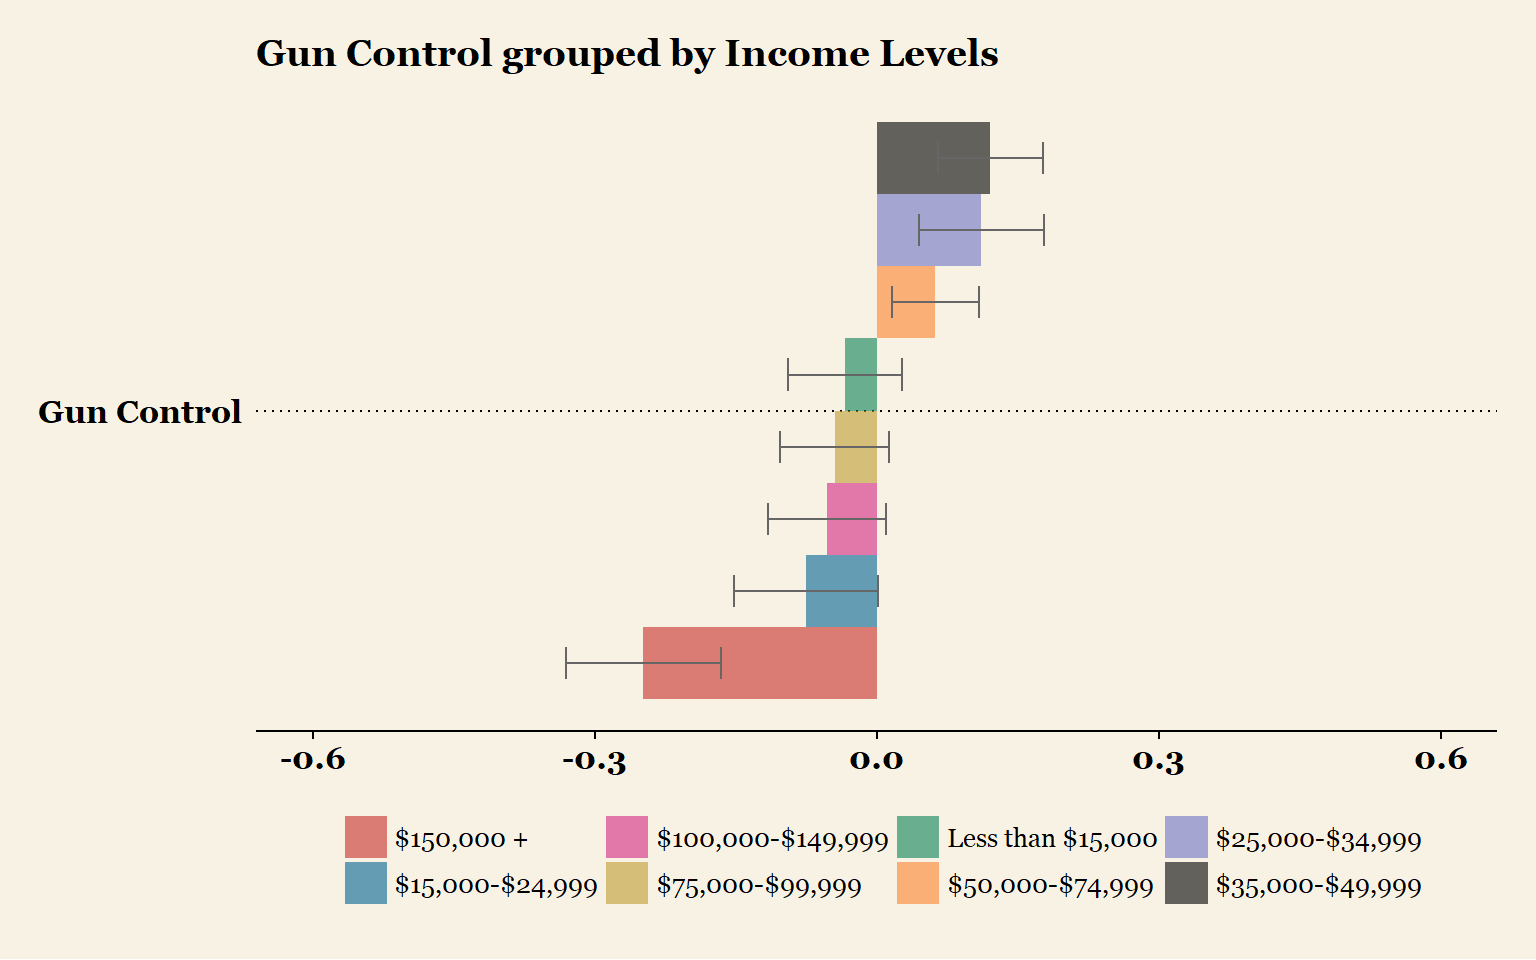 Gun Control grouped by Income Levels
Gun Control
-0.6 -0.3 0.0 0.3 0.6
$150,000 + $100,000-$149,999 Less than $15,000 $25,000-$34,999
$15,000-$24,999 $75,000-$99,999 $50,000-$74,999 $35,000-$49,999